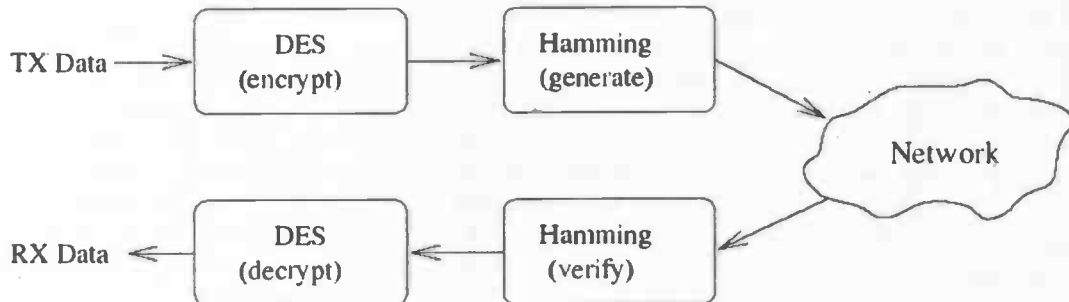 TX Data
DES
(encrypt)
Hamming
(generate)
Network
RX Data
DES
(decrypt)
Hamming
(verify)